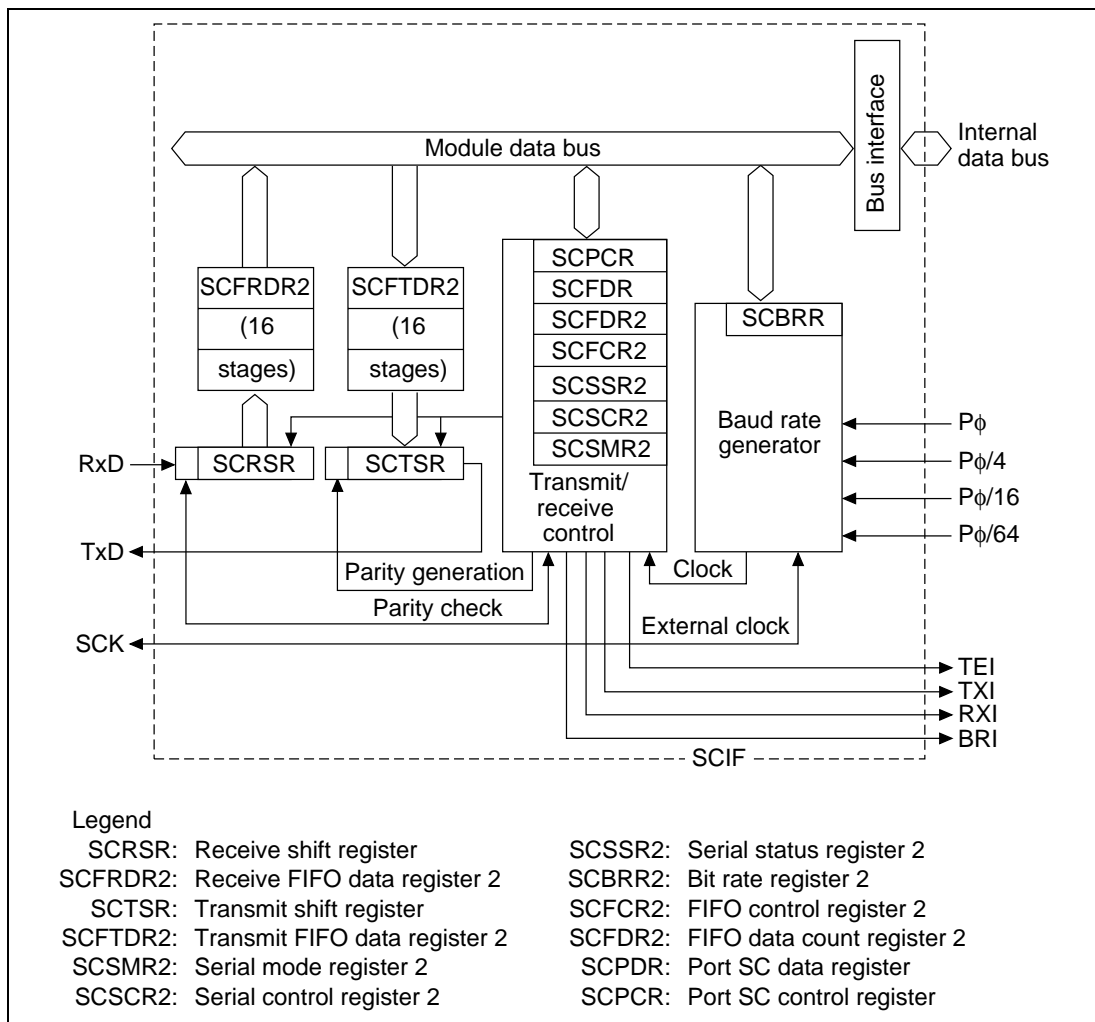 Module data bus
Bus interface
Internal
data bus
SCFRDR2
(16
stages)
SCFTDR2
(16
stages)
SCPCR
SCFDR
SCFDR2
SCFCR2
SCSSR2
SCSCR2
SCSMR2
Transmit/
receive
control
SCBRR
Baud rate
generator
Pϕ
Pϕ/4
Pϕ/16
Pϕ/64
RxD
SCRSR
SCTSR
TxD
Parity generation
Clock
Parity check
SCK
External clock
TEI
TXI
RXI
BRI
SCIF
Legend
SCRSR: Receive shift register
SCFRDR2: Receive FIFO data register 2
SCTSR: Transmit shift register
SCFTDR2: Transmit FIFO data register 2
SCSMR2: Serial mode register 2
SCSCR2: Serial control register 2
SCSSR2: Serial status register 2
SCBRR2: Bit rate register 2
SCFCR2: FIFO control register 2
SCFDR2: FIFO data count register 2
SCPDR: Port SC data register
SCPCR: Port SC control register